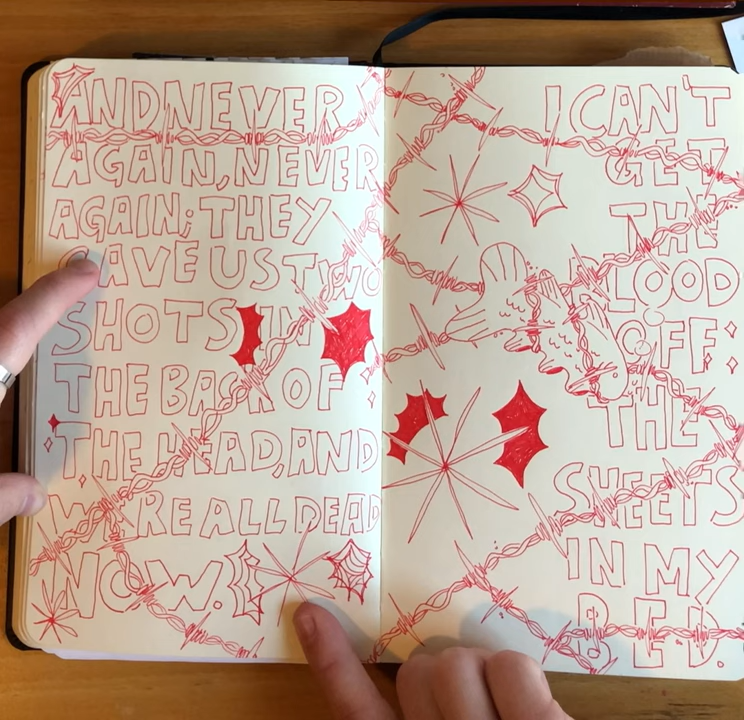 AND NEVER
AGAIN, NEVER
AGAIN; THEY
GAVE US TWO
SHOTS IN
THE BACK OF
THE HEAD, AND
WE'RE ALL DEAD
NOW.
I CAN'T
GET
THE
BLOOD
OFF
THE
SHEETS
IN MY
BED.